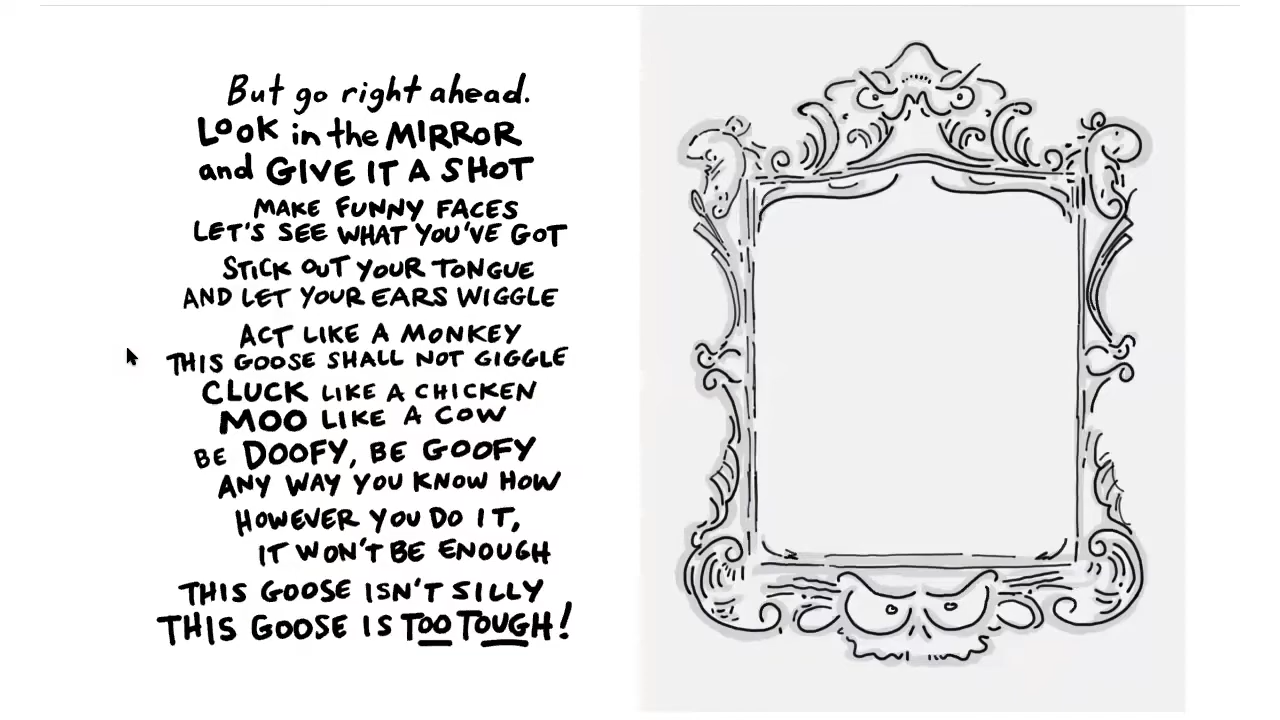 But go right ahead.
LOOK in the MIRROR
and GIVE IT A SHOT
MAKE FUNNY FACES
LET'S SEE WHAT YOU'VE GOT
STICK OUT YOUR TONGUE
AND LET YOUR EARS WIGGLE
ACT LIKE A MONKEY
THIS GOOSE SHALL NOT GIGGLE
CLUCK LIKE A CHICKEN
MOO LIKE A COW
BE DOOFY, BE GOOFY
ANY WAY YOU KNOW HOW
HOWEVER YOU DO IT,
IT WON'T BE ENOUGH
THIS GOOSE ISN'T SILLY
THIS GOOSE IS TOO TOUGH!